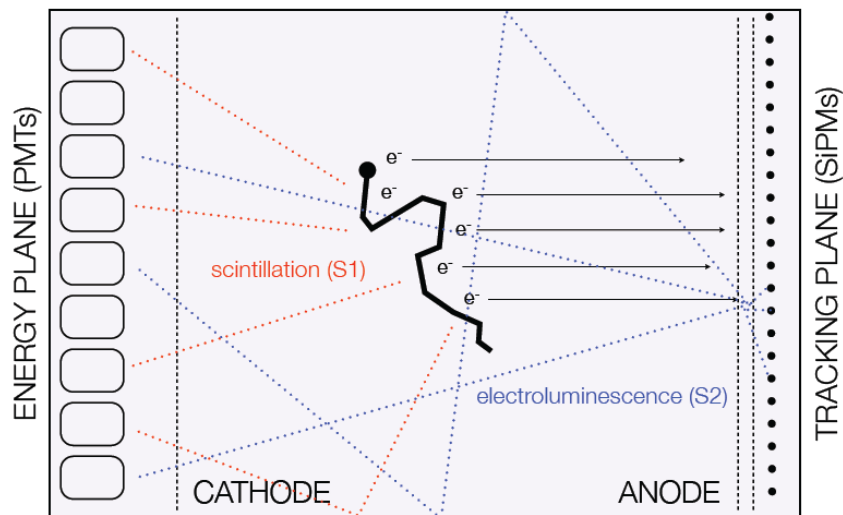 ENERGY PLANE (PMTs)
e-
e-
e-
e-
scintillation (S1)
e-
e-
electroluminescence (S2)
CATHODE
ANODE
TRACKING PLANE (SiPMs)